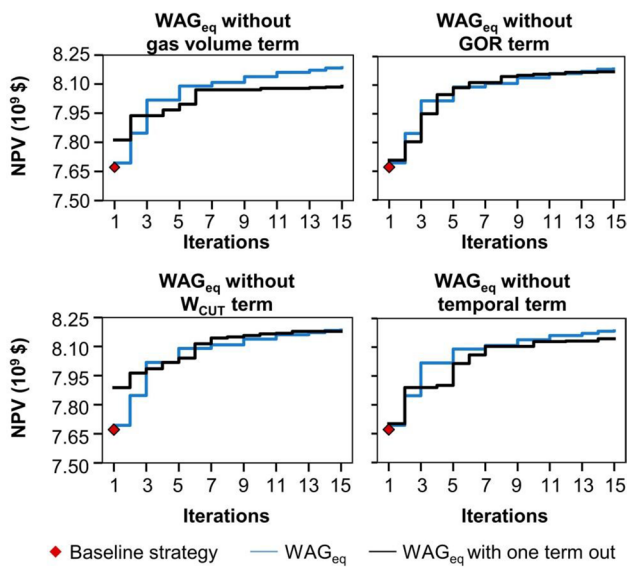 WAGeq without
gas volume term
WAGeq without
GOR term
NPV (10⁹ $)
8.25
8.10
7.95
7.80
7.65
7.50
1 3 5 7 9 11 13 15
Iterations
1 3 5 7 9 11 13 15
Iterations
WAGeq without
WCUT term
WAGeq without
temporal term
NPV (10⁹ $)
8.25
8.10
7.95
7.80
7.65
7.50
1 3 5 7 9 11 13 15
Iterations
1 3 5 7 9 11 13 15
Iterations
Baseline strategy WAGeq WAGeq with one term out